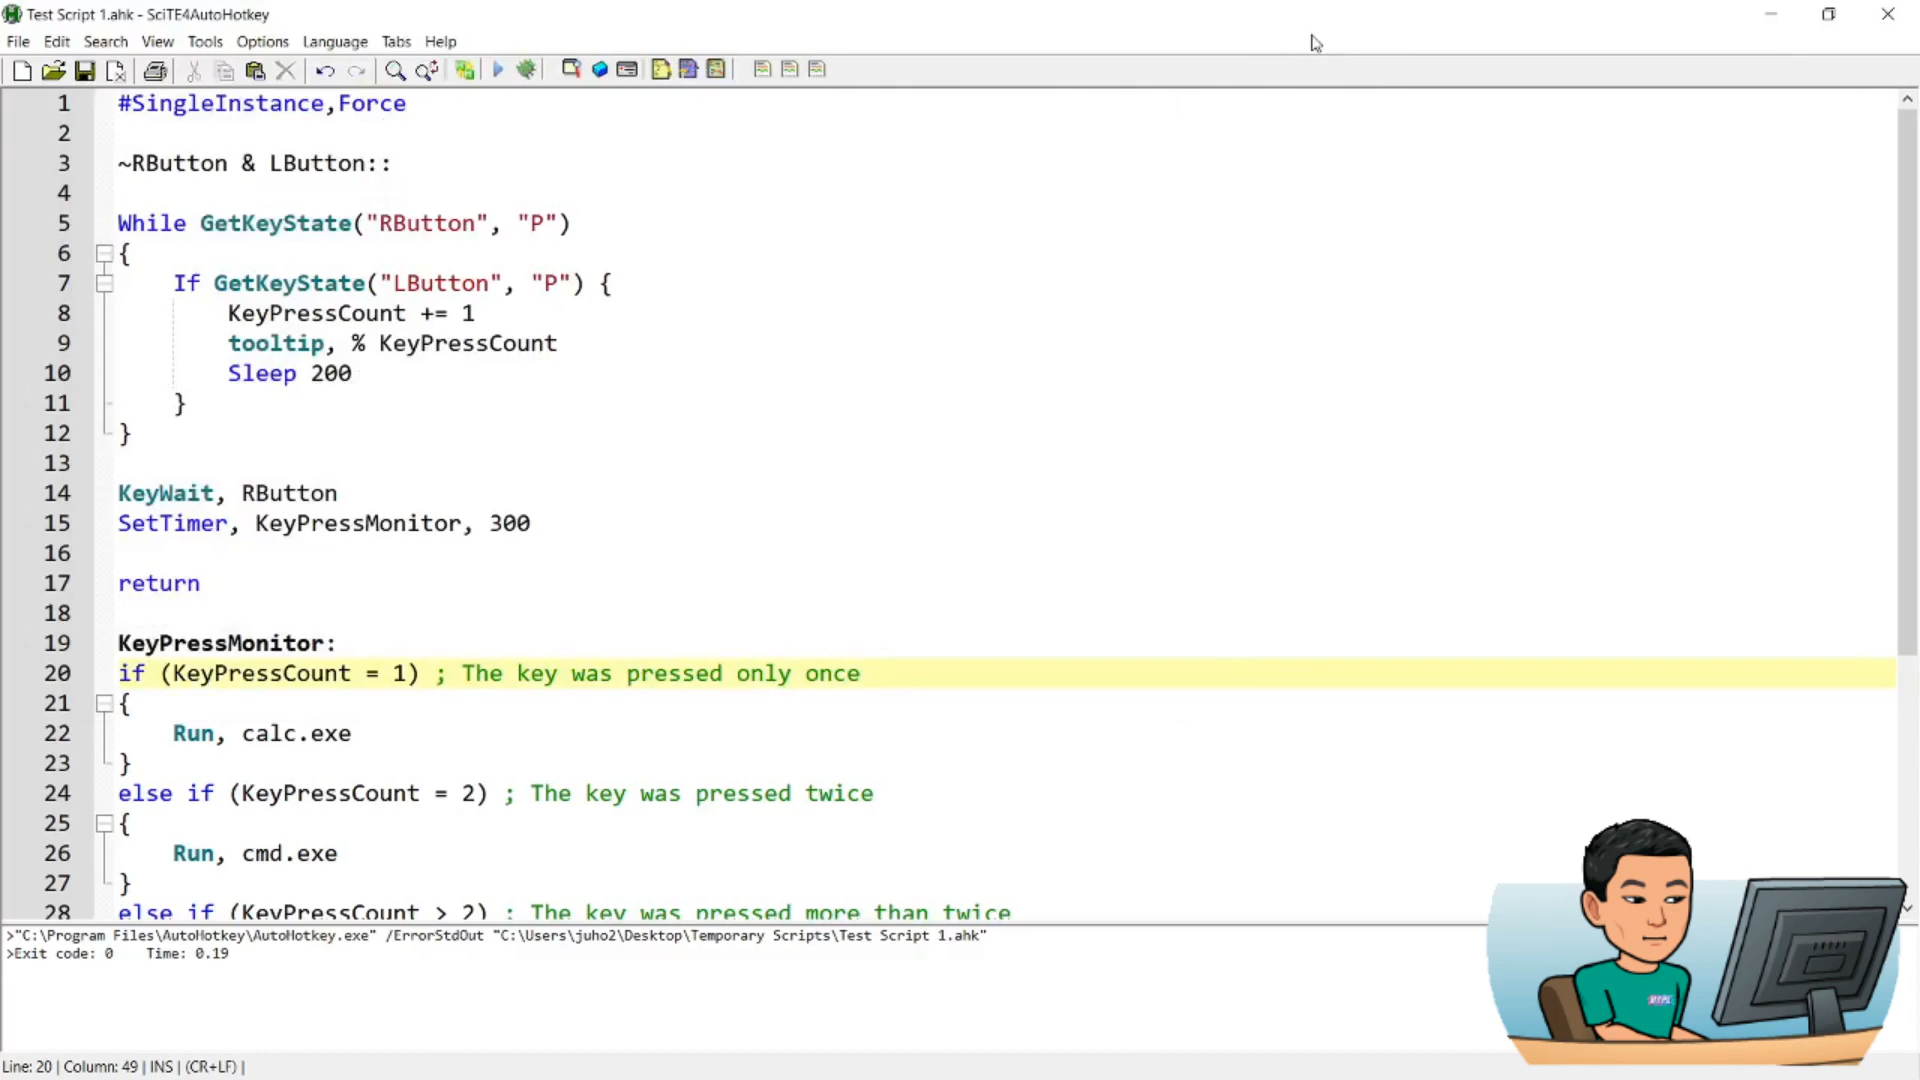 Test Script 1.ahk - SciTE4AutoHotkey
File Edit Search View Tools Options Language Tabs Help
1 #SingleInstance,Force
2
3 ~RButton & LButton::
4
5 While GetKeyState("RButton", "P")
6 {
7 If GetKeyState("LButton", "P") {
8 KeyPressCount += 1
9 tooltip, % KeyPressCount
10 Sleep 200
11 }
12 }
13
14 KeyWait, RButton
15 SetTimer, KeyPressMonitor, 300
16
17 return
18
19 KeyPressMonitor:
20 if (KeyPressCount = 1) ; The key was pressed only once
21 {
22 Run, calc.exe
23 }
24 else if (KeyPressCount = 2) ; The key was pressed twice
25 {
26 Run, cmd.exe
27 }
28 else if (KeyPressCount > 2) ; The key was pressed more than twice
>"C:\Program Files\AutoHotkey\AutoHotkey.exe" /ErrorStdOut "C:\Users\juho2\Desktop\Temporary Scripts\Test Script 1.ahk"
>Exit code: 0 Time: 0.19
Line: 20 | Column: 49 | INS | (CR+LF) |